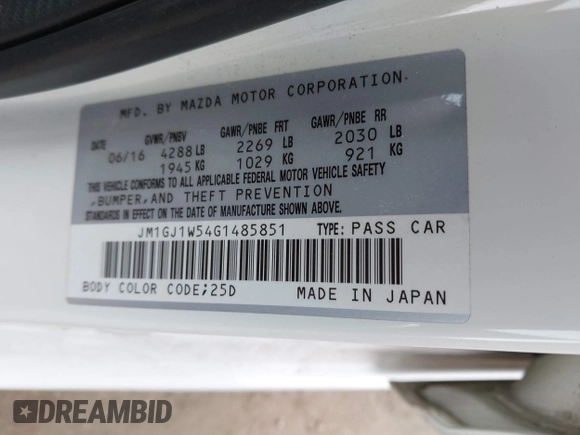 MFD. BY MAZDA MOTOR CORPORATION
DATE GVWR/PNBV GAWR/PNBE FRT GAWR/PNBE RR
06/16 4288 LB 2269 LB 2030 LB
1945 KG 1029 KG 921 KG
THIS VEHICLE CONFORMS TO ALL APPLICABLE FEDERAL MOTOR VEHICLE SAFETY
,BUMPER,AND THEFT PREVENTION
STANDARDS IN EFFECT ON THE DATE OF MANUFACTURE SHOWN ABOVE.
JM1GJ1W54G1485851 TYPE: PASS CAR
BODY COLOR CODE;25D MADE IN JAPAN
DREAMBID